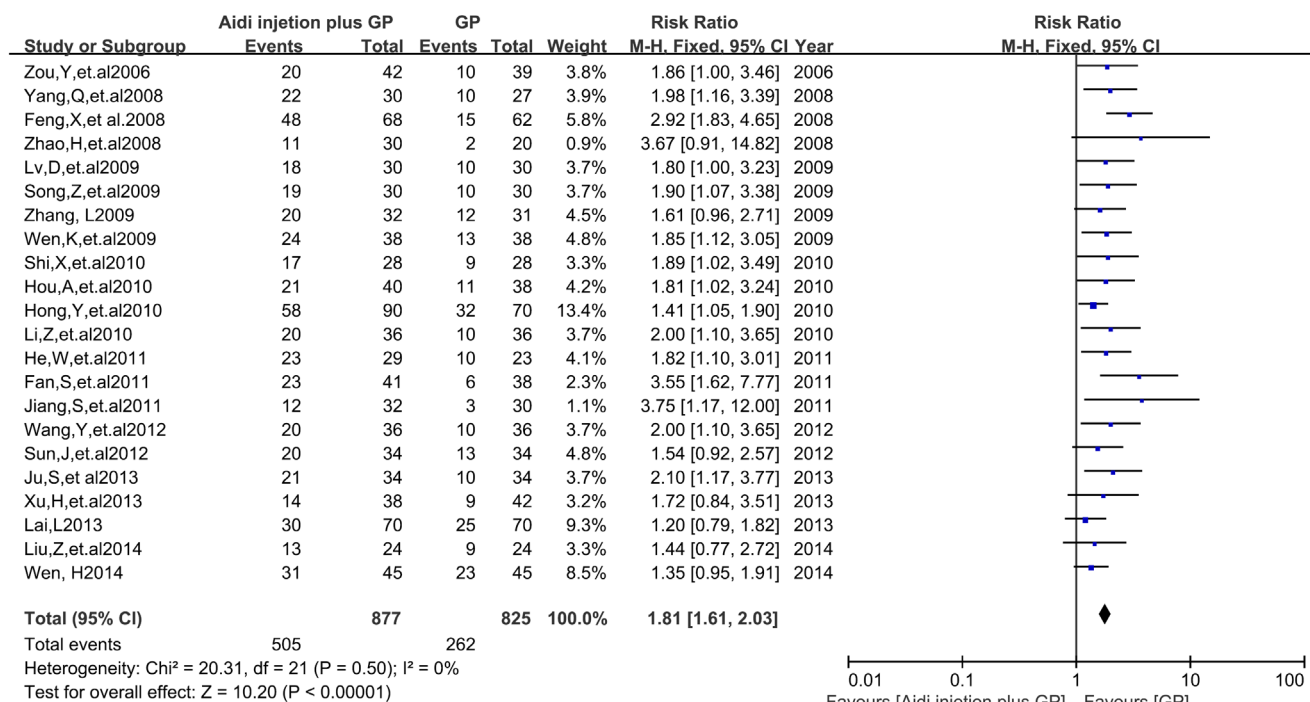 Aidi injetion plus GP GP Risk Ratio Risk Ratio
Study or Subgroup Events Total Events Total Weight M-H, Fixed, 95% CI Year M-H, Fixed, 95% CI
Zou,Y,et.al2006 20 42 10 39 3.8% 1.86 [1.00, 3.46] 2006
Yang,Q,et.al2008 22 30 10 27 3.9% 1.98 [1.16, 3.39] 2008
Feng,X,et al.2008 48 68 15 62 5.8% 2.92 [1.83, 4.65] 2008
Zhao,H,et.al2008 11 30 2 20 0.9% 3.67 [0.91, 14.82] 2008
Lv,D,et.al2009 18 30 10 30 3.7% 1.80 [1.00, 3.23] 2009
Song,Z,et.al2009 19 30 10 30 3.7% 1.90 [1.07, 3.38] 2009
Zhang, L2009 20 32 12 31 4.5% 1.61 [0.96, 2.71] 2009
Wen,K,et.al2009 24 38 13 38 4.8% 1.85 [1.12, 3.05] 2009
Shi,X,et.al2010 17 28 9 28 3.3% 1.89 [1.02, 3.49] 2010
Hou,A,et.al2010 21 40 11 38 4.2% 1.81 [1.02, 3.24] 2010
Hong,Y,et.al2010 58 90 32 70 13.4% 1.41 [1.05, 1.90] 2010
Li,Z,et.al2010 20 36 10 36 3.7% 2.00 [1.10, 3.65] 2010
He,W,et.al2011 23 29 10 23 4.1% 1.82 [1.10, 3.01] 2011
Fan,S,et.al2011 23 41 6 38 2.3% 3.55 [1.62, 7.77] 2011
Jiang,S,et.al2011 12 32 3 30 1.1% 3.75 [1.17, 12.00] 2011
Wang,Y,et.al2012 20 36 10 36 3.7% 2.00 [1.10, 3.65] 2012
Sun,J,et.al2012 20 34 13 34 4.8% 1.54 [0.92, 2.57] 2012
Ju,S,et al2013 21 34 10 34 3.7% 2.10 [1.17, 3.77] 2013
Xu,H,et.al2013 14 38 9 42 3.2% 1.72 [0.84, 3.51] 2013
Lai,L2013 30 70 25 70 9.3% 1.20 [0.79, 1.82] 2013
Liu,Z,et.al2014 13 24 9 24 3.3% 1.44 [0.77, 2.72] 2014
Wen, H2014 31 45 23 45 8.5% 1.35 [0.95, 1.91] 2014
Total (95% CI) 877 825 100.0% 1.81 [1.61, 2.03]
Total events 505 262
Heterogeneity: Chi² = 20.31, df = 21 (P = 0.50); I² = 0%
Test for overall effect: Z = 10.20 (P < 0.00001)
0.01 0.1 1 10 100
Favours [Aidi injetion plus GP] Favours [GP]